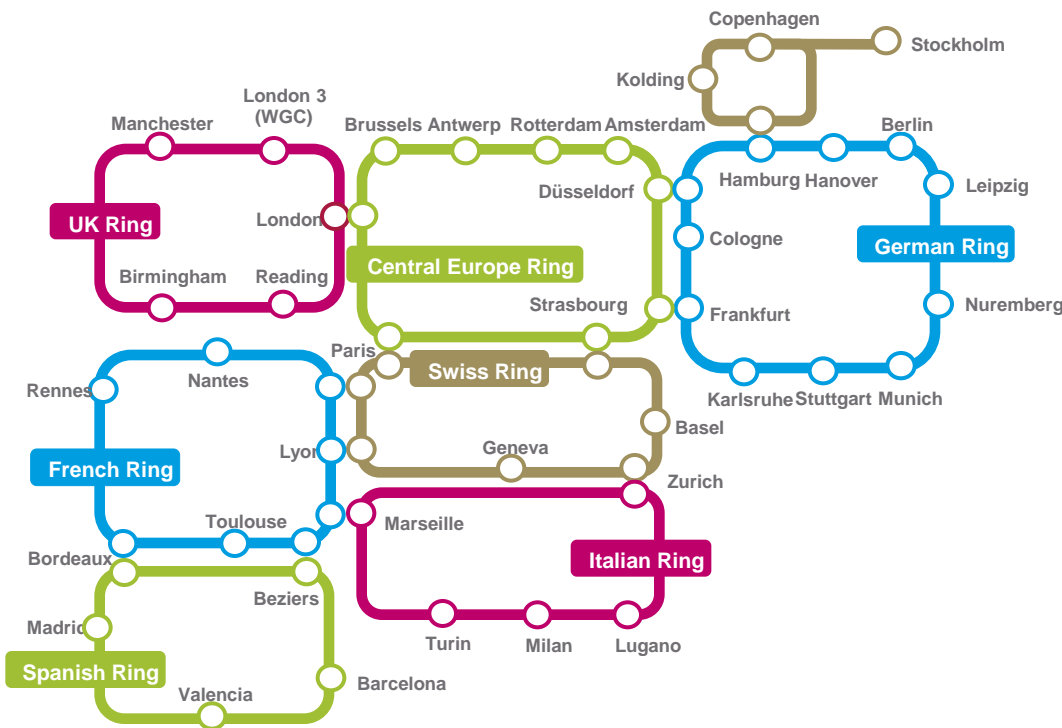 Copenhagen
Stockholm
Kolding
London 3
(WGC)
Manchester
Brussels
Antwerp
Rotterdam
Amsterdam
Berlin
Hamburg
Hanover
Düsseldorf
Leipzig
London
UK Ring
Cologne
German Ring
Central Europe Ring
Birmingham
Reading
Strasbourg
Frankfurt
Nuremberg
Paris
Nantes
Swiss Ring
Rennes
Karlsruhe
Stuttgart
Munich
Basel
Geneva
Lyon
French Ring
Zurich
Toulouse
Marseille
Bordeaux
Italian Ring
Beziers
Madrid
Turin
Milan
Lugano
Spanish Ring
Barcelona
Valencia